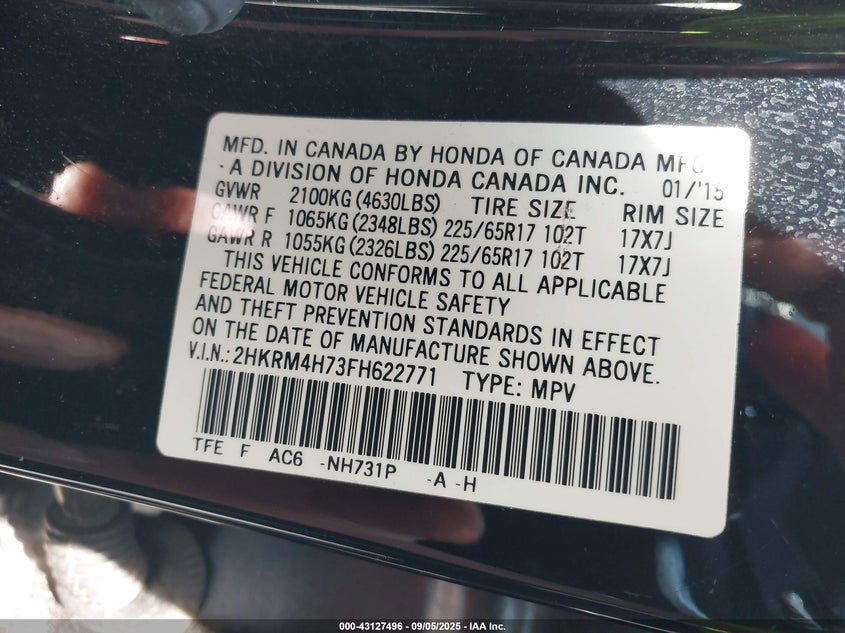 MFD. IN CANADA BY HONDA OF CANADA MFG
- A DIVISION OF HONDA CANADA INC. 01/'15
GVWR 2100KG (4630LBS) TIRE SIZE RIM SIZE
GAWR F 1065KG (2348LBS) 225/65R17 102T 17X7J
GAWR R 1055KG (2326LBS) 225/65R17 102T 17X7J
THIS VEHICLE CONFORMS TO ALL APPLICABLE
FEDERAL MOTOR VEHICLE SAFETY
AND THEFT PREVENTION STANDARDS IN EFFECT
ON THE DATE OF MANUFACTURE SHOWN ABOVE.
V.I.N.: 2HKRM4H73FH622771 TYPE: MPV
TFE F AC6 -NH731P -A -H
000-43127496 - 09/05/2025 - IAA Inc.